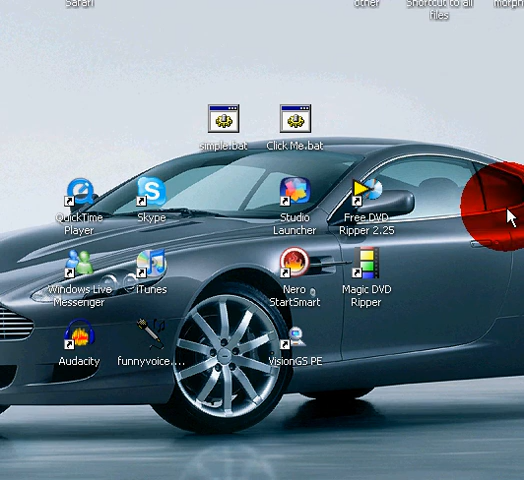 Safari
other
Shortcut to all
files
morph
simple.bat
Click Me.bat
QuickTime
Player
Skype
Studio
Launcher
Free DVD
Ripper 2.25
Windows Live
Messenger
iTunes
Nero
StartSmart
Magic DVD
Ripper
Audacity
funnyvoice....
VisionGS PE